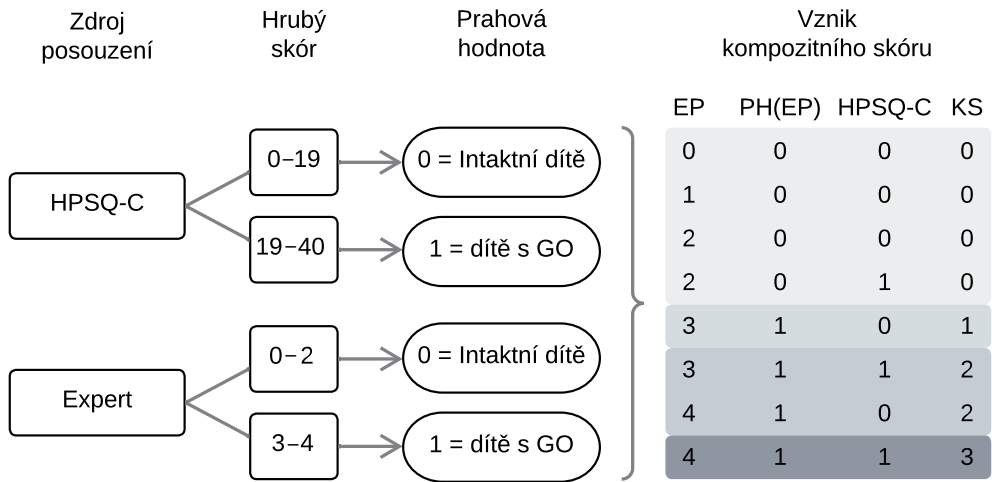 Zdroj
posouzení
Hrubý
skór
Prahová
hodnota
Vznik
kompozitního skóru
HPSQ-C
0–19
0 = Intaktní dítě
19–40
1 = dítě s GO
Expert
0–2
0 = Intaktní dítě
3–4
1 = dítě s GO
EP PH(EP) HPSQ-C KS
0 0 0 0
1 0 0 0
2 0 0 0
2 0 1 0
3 1 0 1
3 1 1 2
4 1 0 2
4 1 1 3